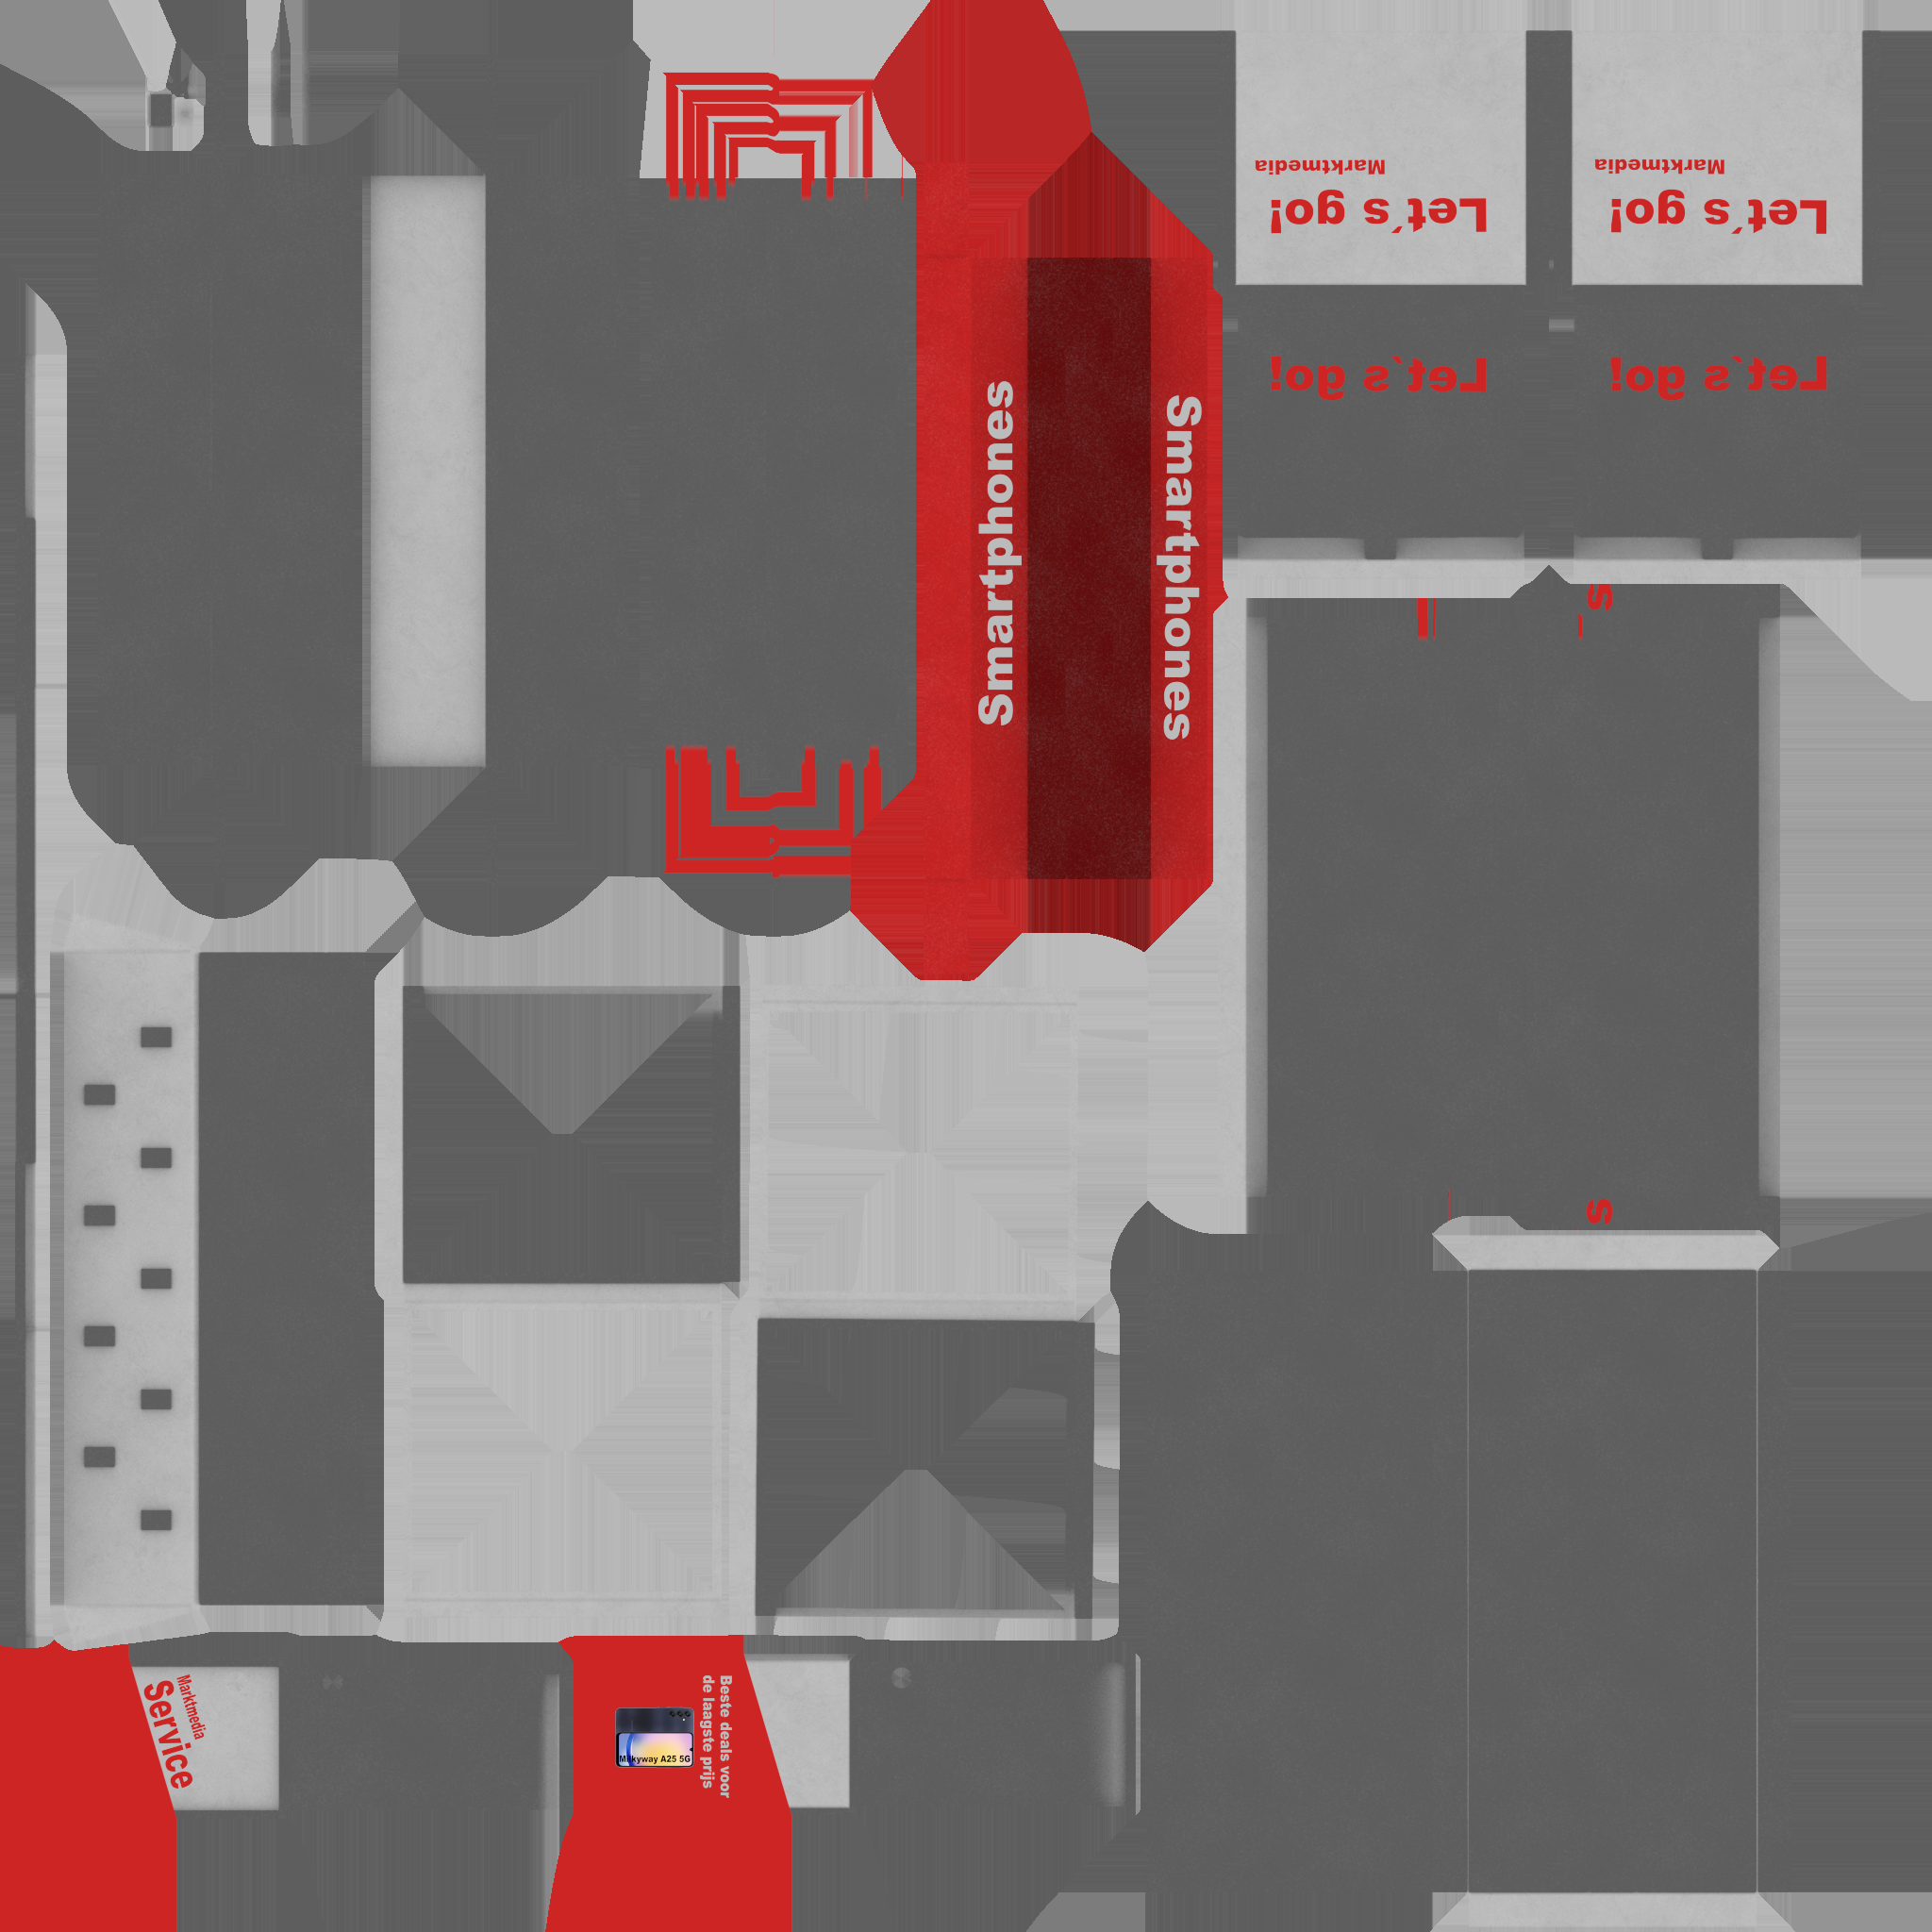 Marktmedia
Let´s go!
Marktmedia
Let´s go!
Let´s go!
Let´s go!
Smartphones
Smartphones
s
s
Marktmedia
Service
Beste deals voor
de laagste prijs
Milkyway A25 5G